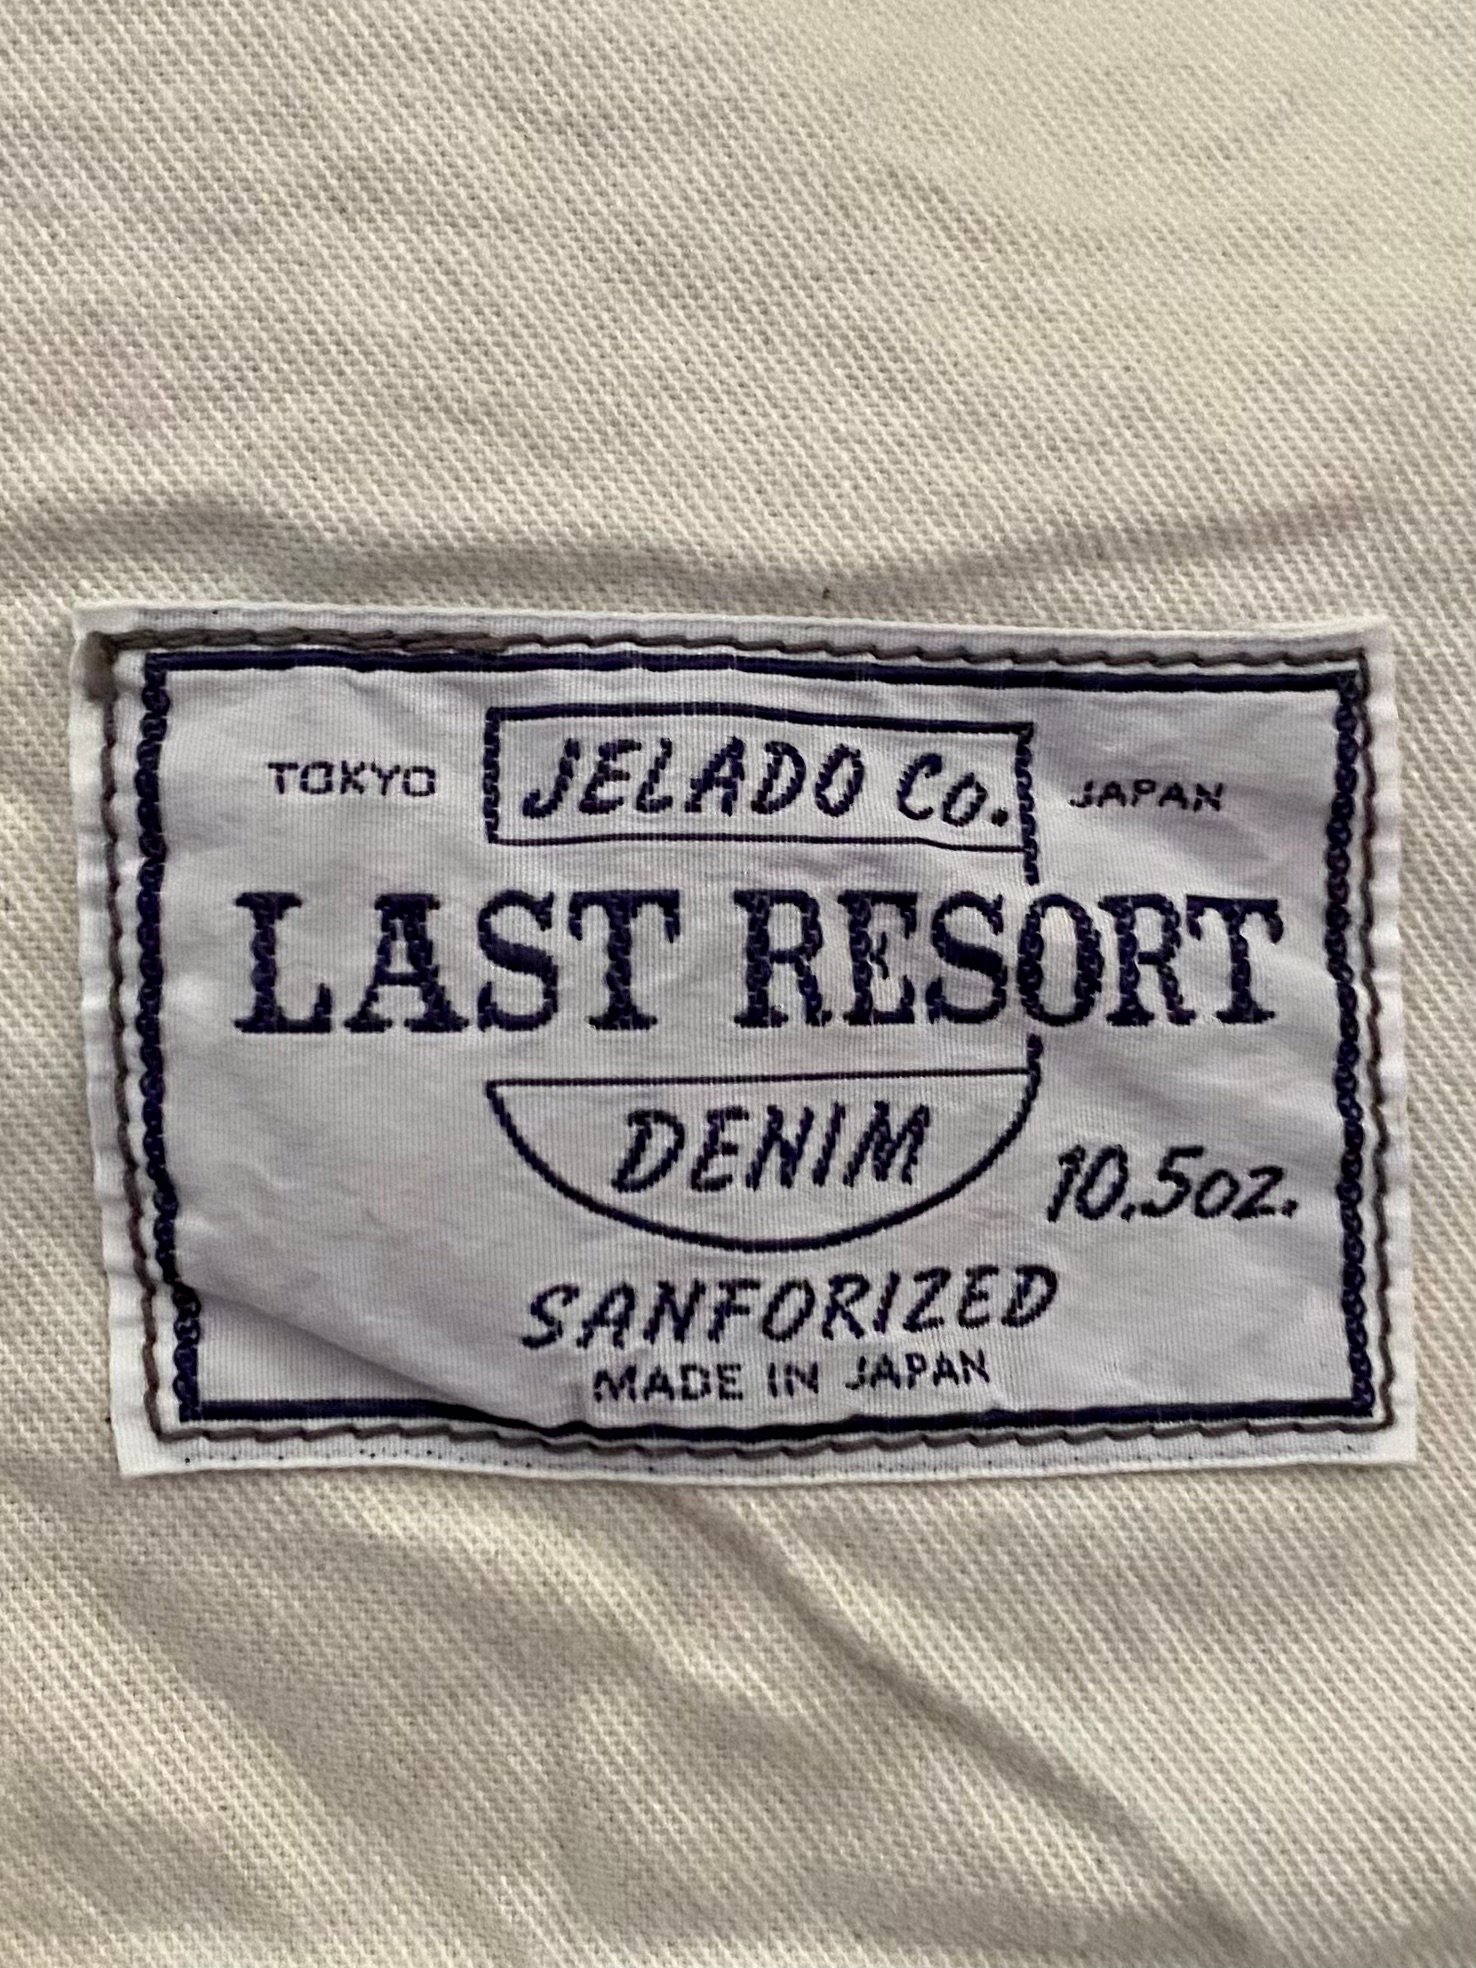 TOKYO JELADO Co. JAPAN
LAST RESORT
DENIM
10.5oz.
SANFORIZED
MADE IN JAPAN